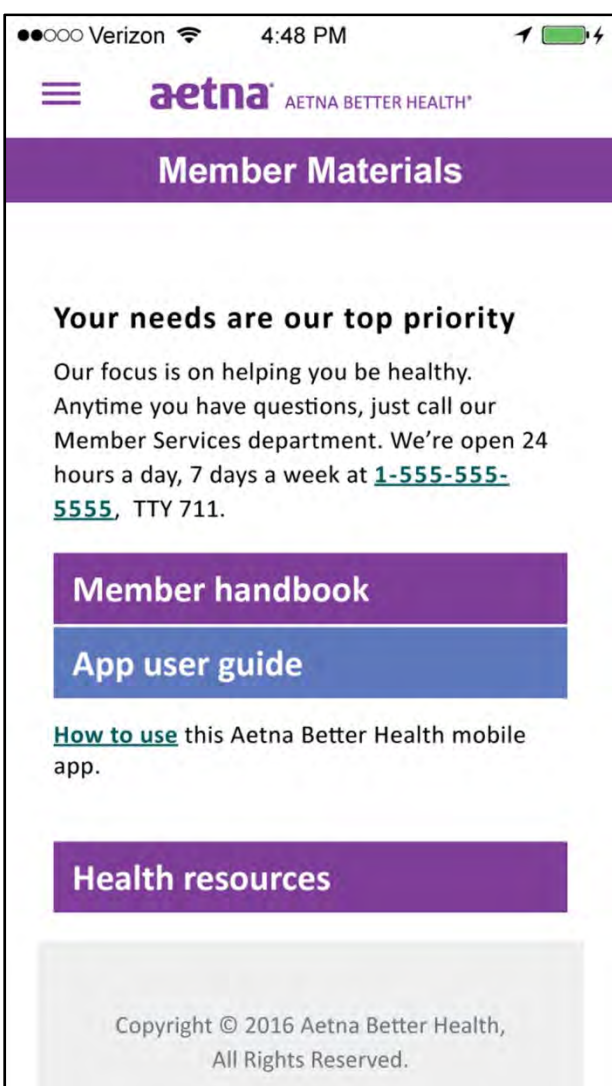 Verizon 4:48 PM
aetna® AETNA BETTER HEALTH®
Member Materials
Your needs are our top priority
Our focus is on helping you be healthy.
Anytime you have questions, just call our
Member Services department. We’re open 24
hours a day, 7 days a week at 1-555-555-
5555, TTY 711.
Member handbook
App user guide
How to use this Aetna Better Health mobile
app.
Health resources
Copyright © 2016 Aetna Better Health,
All Rights Reserved.